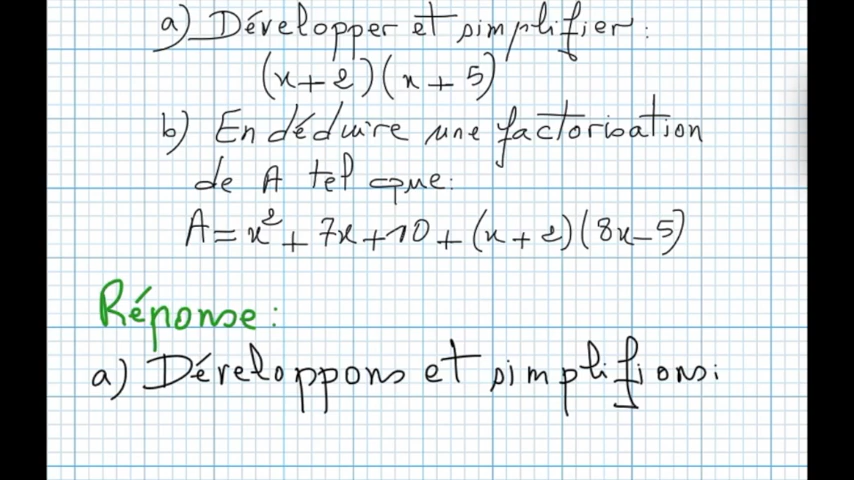 a) Développer et simplifier:
(x+2)(x+5)
b) En déduire une factorisation
de A tel que:
A = x² + 7x + 10 + (x+2)(8x-5)
Réponse:
a) Développons et simplifions: